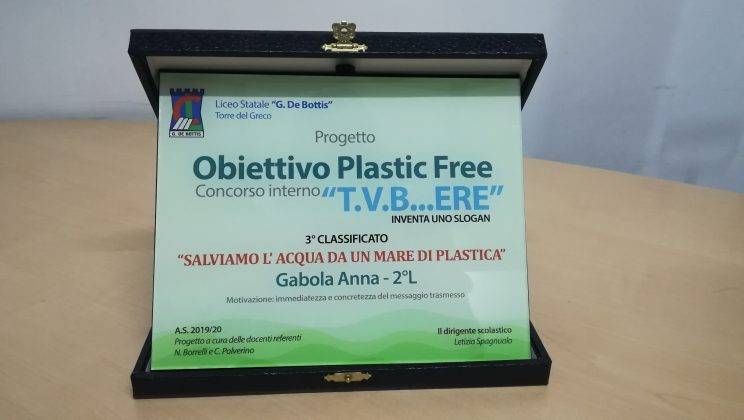 Liceo Statale "G. De Bottis"
Torre del Greco
G. DE BOTTIS
Progetto
Obiettivo Plastic Free
Concorso interno "T.V.B...ERE"
INVENTA UNO SLOGAN
3° CLASSIFICATO
"SALVIAMO L' ACQUA DA UN MARE DI PLASTICA"
Gabola Anna - 2°L
Motivazione: immediatezza e concretezza del messaggio trasmesso
A.S. 2019/20
Progetto a cura delle docenti referenti
N. Borrelli e C. Polverino
Il dirigente scolastico
Letizia Spagnuolo